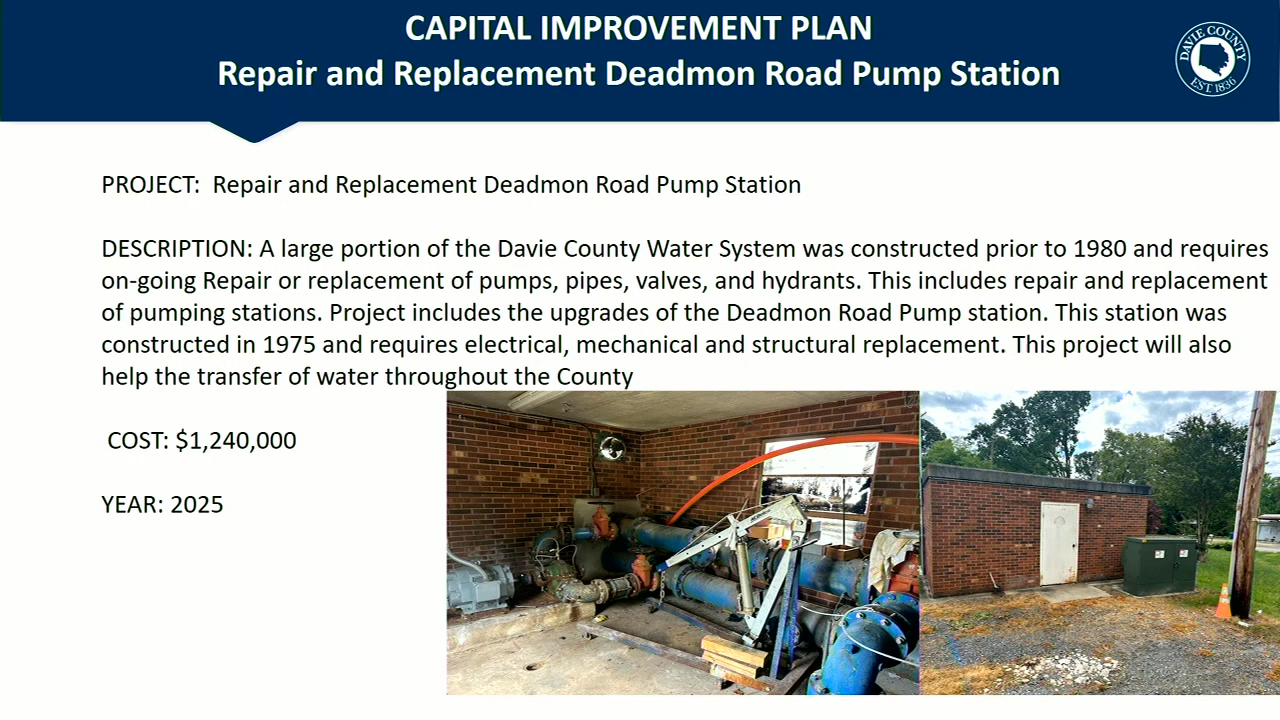 CAPITAL IMPROVEMENT PLAN
Repair and Replacement Deadmon Road Pump Station
DAVIE COUNTY
EST. 1836
PROJECT:  Repair and Replacement Deadmon Road Pump Station
DESCRIPTION: A large portion of the Davie County Water System was constructed prior to 1980 and requires
on-going Repair or replacement of pumps, pipes, valves, and hydrants. This includes repair and replacement
of pumping stations. Project includes the upgrades of the Deadmon Road Pump station. This station was
constructed in 1975 and requires electrical, mechanical and structural replacement. This project will also
help the transfer of water throughout the County
COST: $1,240,000
YEAR: 2025